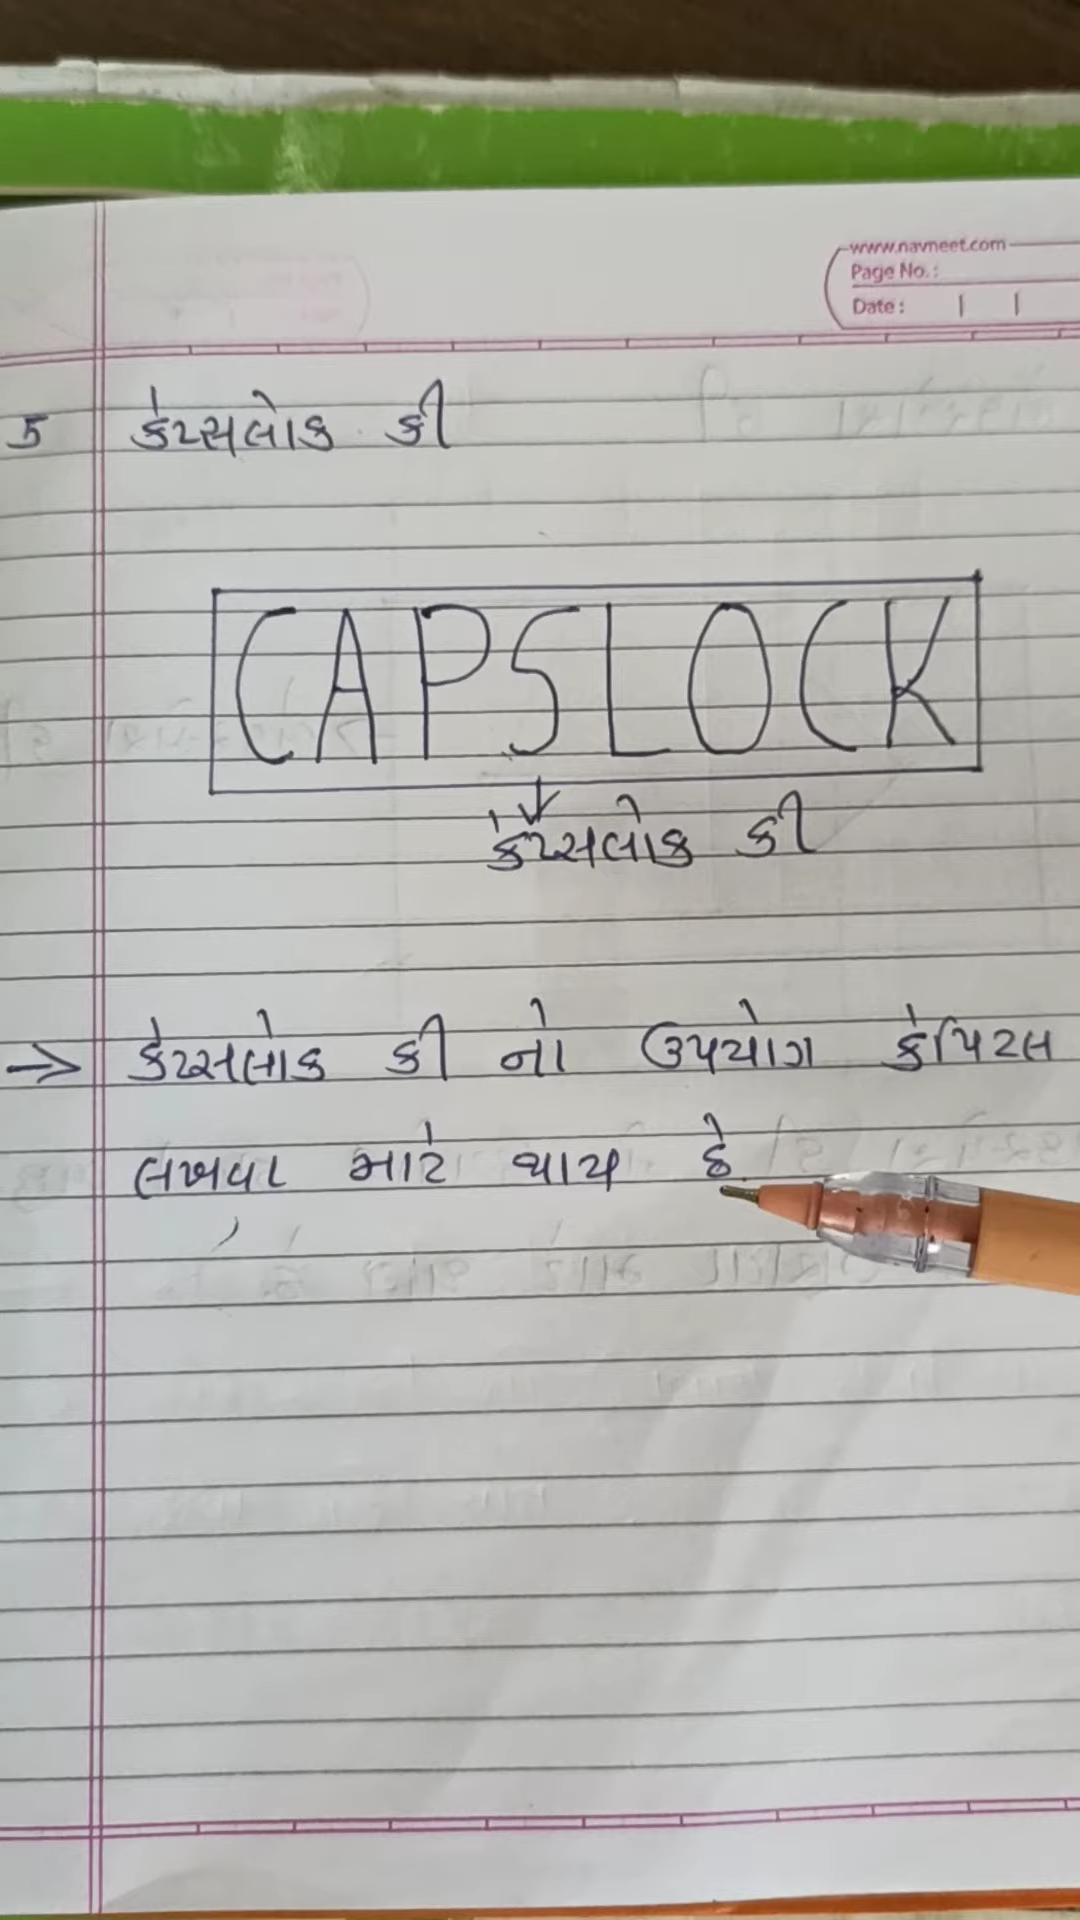 www.navneet.com
Page No.:
Date:
5 કેપ્સલોક કી
CAPSLOCK
કેપ્સલોક કી
→ કેપ્સલોક કી નો ઉપયોગ કેપિટલ
લખવા માટે થાય છે